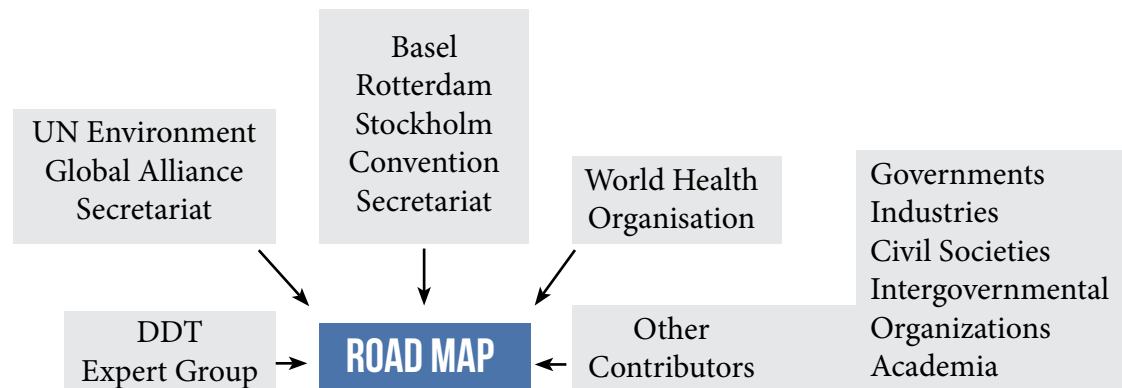 UN Environment
Global Alliance
Secretariat
Basel
Rotterdam
Stockholm
Convention
Secretariat
World Health
Organisation
Governments
Industries
Civil Societies
Intergovernmental
Organizations
Academia
DDT
Expert Group
ROAD MAP
Other
Contributors